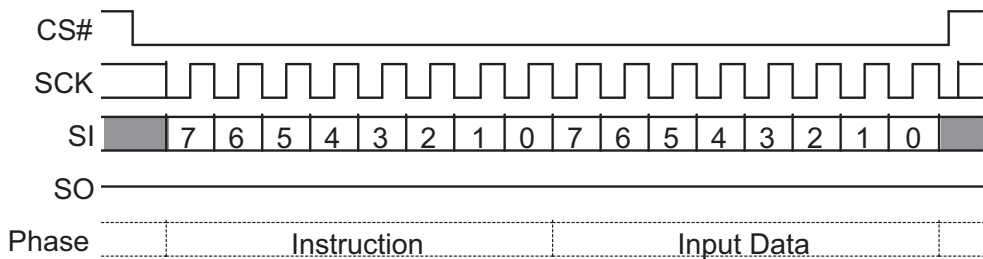 CS#
SCK
SI 7 6 5 4 3 2 1 0 7 6 5 4 3 2 1 0
SO
Phase Instruction Input Data